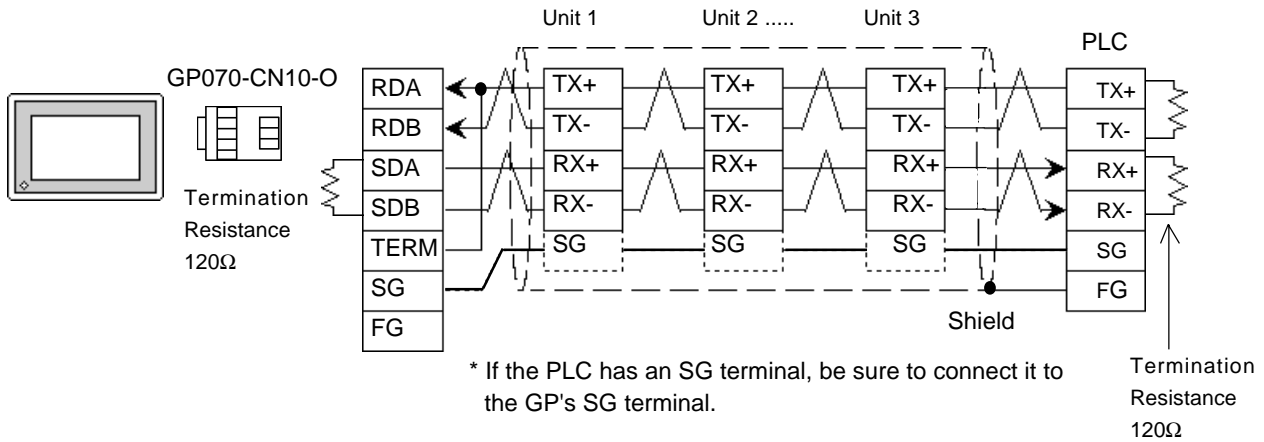 Unit 1 Unit 2 ..... Unit 3
PLC
GP070-CN10-O
RDA TX+ TX+ TX+ TX+
RDB TX- TX- TX- TX-
SDA RX+ RX+ RX+ RX+
SDB RX- RX- RX- RX-
TERM SG SG SG SG
SG FG
FG
Termination
Resistance
120Ω
Shield
* If the PLC has an SG terminal, be sure to connect it to
the GP's SG terminal.
Termination
Resistance
120Ω